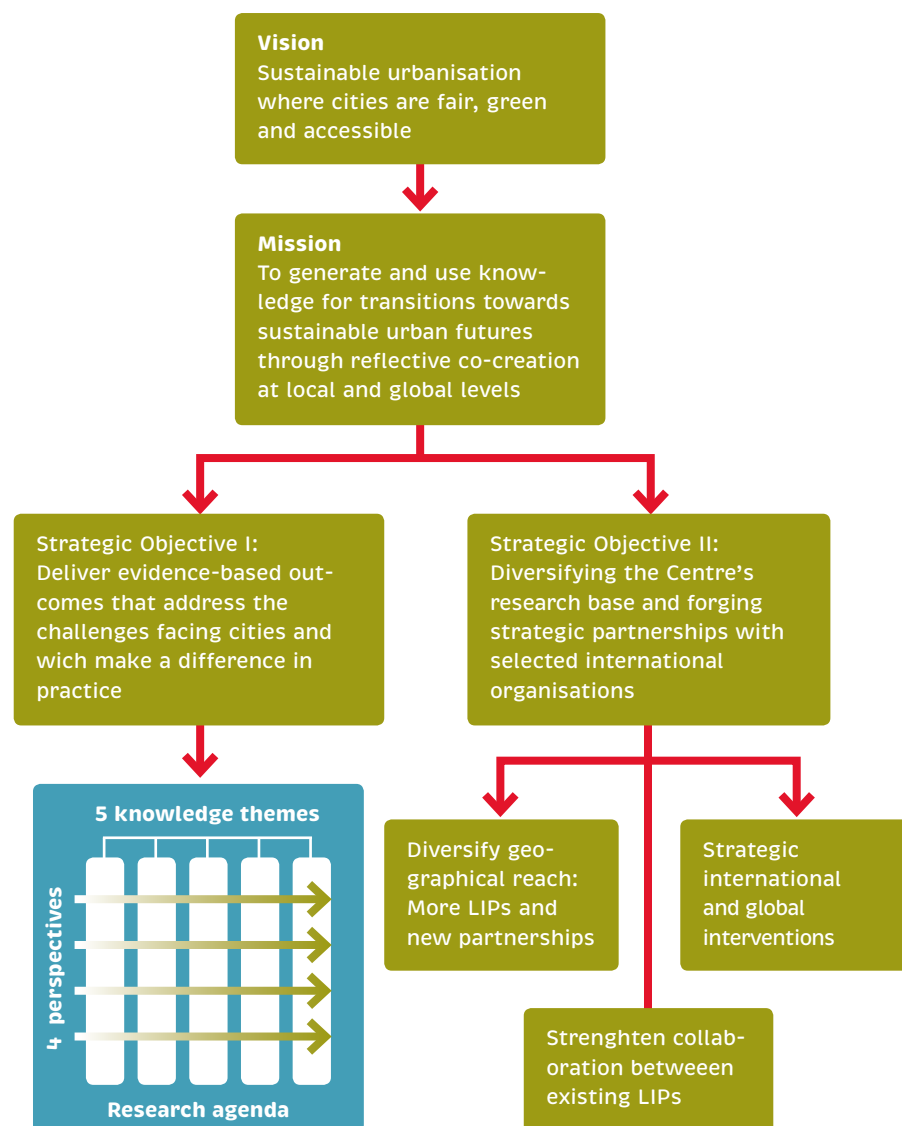 Vision
Sustainable urbanisation
where cities are fair, green
and accessible
Mission
To generate and use know-
ledge for transitions towards
sustainable urban futures
through reflective co-creation
at local and global levels
Strategic Objective I:
Deliver evidence-based out-
comes that address the
challenges facing cities and
wich make a difference in
practice
Strategic Objective II:
Diversifying the Centre's
research base and forging
strategic partnerships with
selected international
organisations
5 knowledge themes
4 perspectives
Research agenda
Diversify geo-
graphical reach:
More LIPs and
new partnerships
Strategic
international
and global
interventions
Strenghten collab-
oration betweeen
existing LIPs